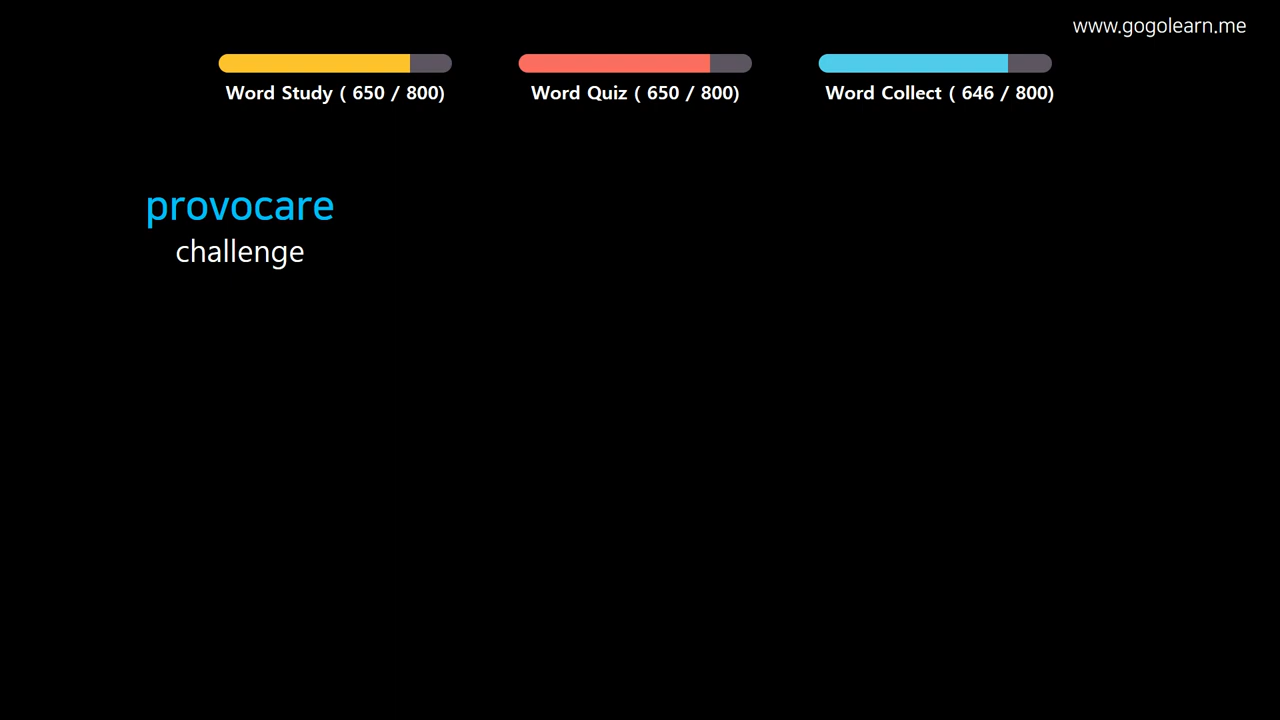 www.gogolearn.me
Word Study ( 650 / 800)
Word Quiz ( 650 / 800)
Word Collect ( 646 / 800)
provocare
challenge